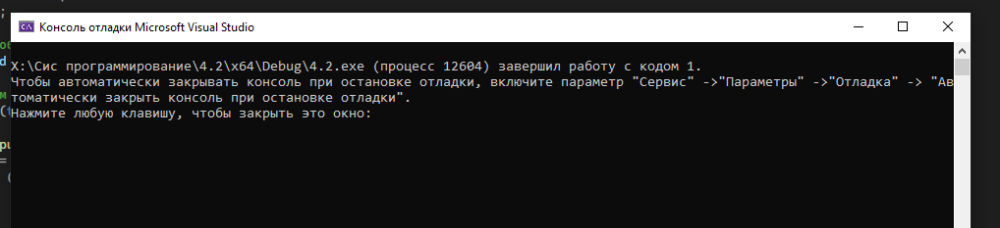 ;
Консоль отладки Microsoft Visual Studio
X:\Сис программирование\4.2\x64\Debug\4.2.exe (процесс 12604) завершил работу с кодом 1.
Чтобы автоматически закрывать консоль при остановке отладки, включите параметр "Сервис" ->"Параметры" ->"Отладка" -> "Ав
томатически закрыть консоль при остановке отладки".
Нажмите любую клавишу, чтобы закрыть это окно: